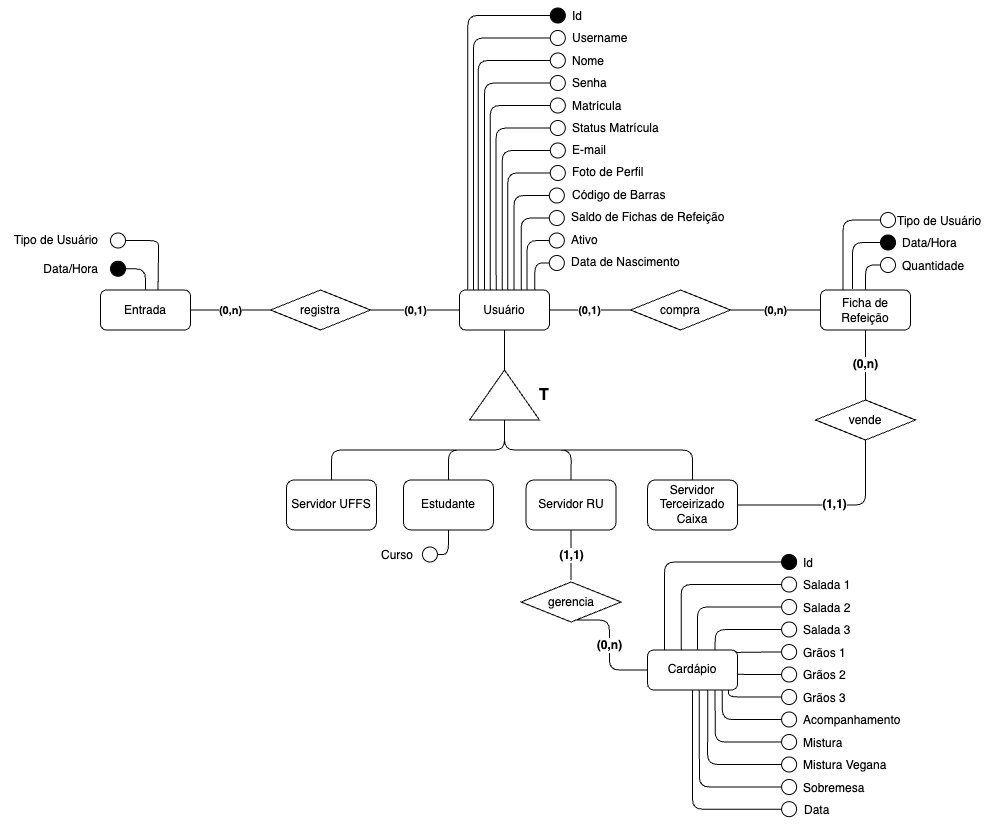 Id
Username
Nome
Senha
Matrícula
Status Matrícula
E-mail
Foto de Perfil
Código de Barras
Saldo de Fichas de Refeição
Ativo
Data de Nascimento
Tipo de Usuário
Data/Hora
Tipo de Usuário
Data/Hora
Quantidade
Entrada
(0,n)
registra
(0,1)
Usuário
(0,1)
compra
(0,n)
Ficha de
Refeição
(0,n)
T
vende
Servidor UFFS
Estudante
Servidor RU
Servidor
Terceirizado
Caixa
(1,1)
Curso
(1,1)
gerencia
(0,n)
Cardápio
Id
Salada 1
Salada 2
Salada 3
Grãos 1
Grãos 2
Grãos 3
Acompanhamento
Mistura
Mistura Vegana
Sobremesa
Data